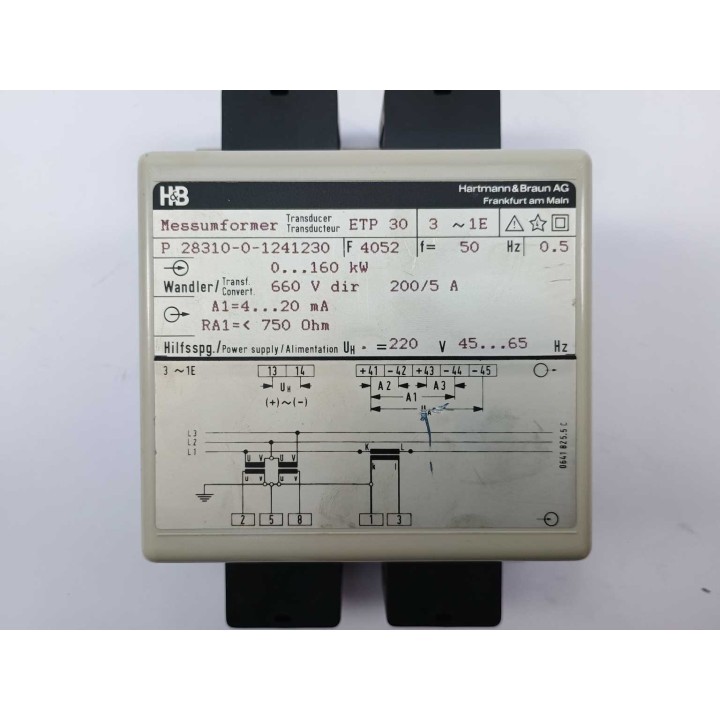 H&B Hartmann & Braun AG
Frankfurt am Main
Messumformer Transducer Transducteur ETP 30 3 ~1E
P 28310-0-1241230 F 4052 f= 50 Hz 0.5
0...160 kW
Wandler/ Transf. Convert. 660 V dir 200/5 A
A1=4...20 mA
RA1=< 750 Ohm
Hilfsspg./Power supply/Alimentation UH = 220 V 45...65 Hz
3 ~1E 13 14 +41 -42 +43 -44 -45
UH A2 A3
(+)~(-) A1
L3
L2
L1 U V U V K L
u v u v k l
2 5 8 1 3
0641 825.5 C